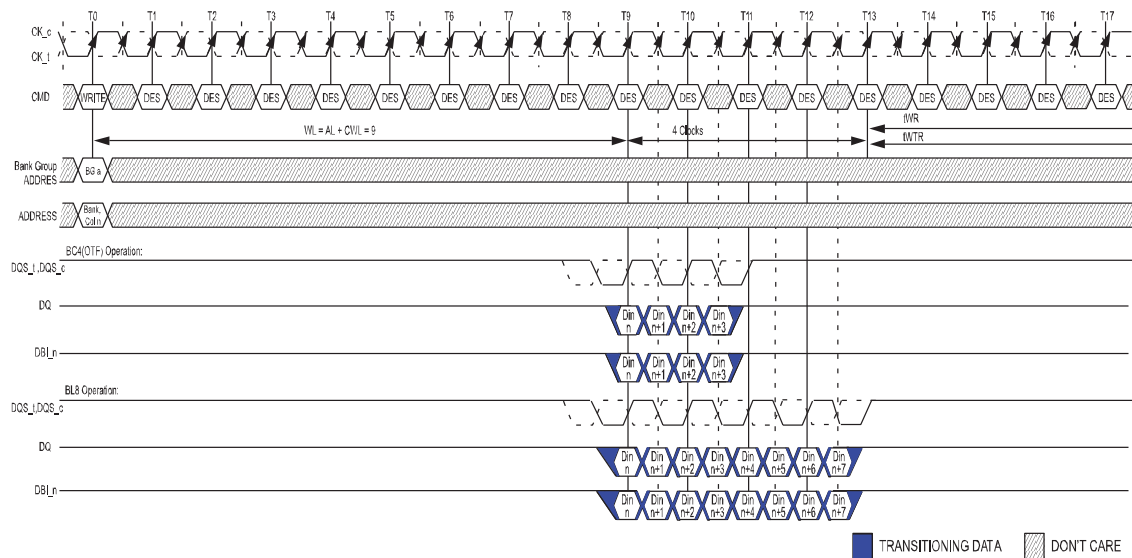 T0 T1 T2 T3 T4 T5 T6 T7 T8 T9 T10 T11 T12 T13 T14 T15 T16 T17
CK_c
CK_t
CMD WRITE DES DES DES DES DES DES DES DES DES DES DES DES DES DES DES DES DES
WL = AL + CWL = 9 4 Clocks tWR
tWTR
Bank Group
ADDRES
BG a
ADDRESS
Bank,
Col n
BC4(OTF) Operation:
DQS_t,DQS_c
DQ
Din Din Din Din
n n+1 n+2 n+3
DBI_n
Din Din Din Din
n n+1 n+2 n+3
BL8 Operation:
DQS_t,DQS_c
DQ
Din Din Din Din Din Din Din Din
n n+1 n+2 n+3 n+4 n+5 n+6 n+7
DBI_n
Din Din Din Din Din Din Din Din
n n+1 n+2 n+3 n+4 n+5 n+6 n+7
TRANSITIONING DATA DON'T CARE